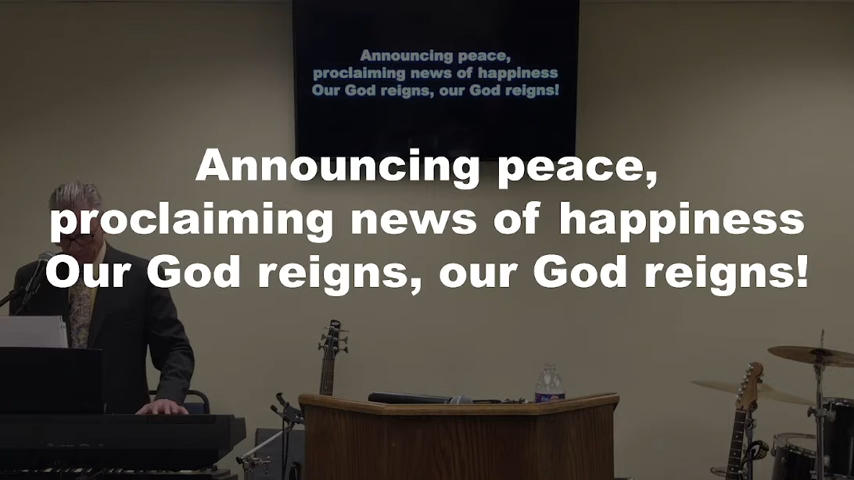 Announcing peace,
proclaiming news of happiness
Our God reigns, our God reigns!
Announcing peace,
proclaiming news of happiness
Our God reigns, our God reigns!